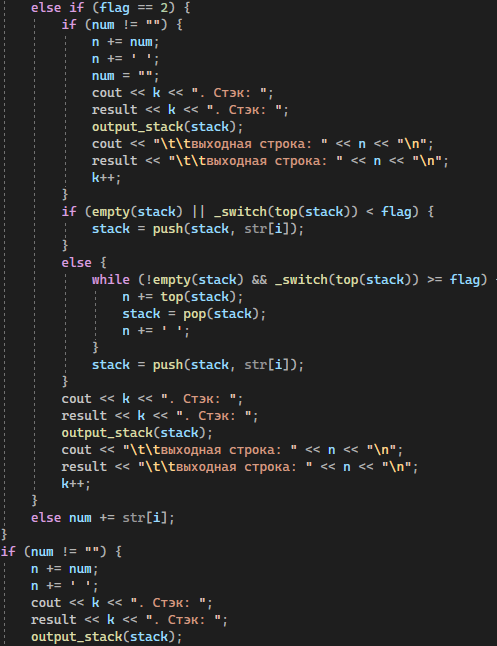 else if (flag == 2) {
if (num != "") {
n += num;
n += ' ';
num = "";
cout << k << ". Стэк: ";
result << k << ". Стэк: ";
output_stack(stack);
cout << "\t\tвыходная строка: " << n << "\n";
result << "\t\tвыходная строка: " << n << "\n";
k++;
}
if (empty(stack) || _switch(top(stack)) < flag) {
stack = push(stack, str[i]);
}
else {
while (!empty(stack) && _switch(top(stack)) >= flag) {
n += top(stack);
stack = pop(stack);
n += ' ';
}
stack = push(stack, str[i]);
}
cout << k << ". Стэк: ";
result << k << ". Стэк: ";
output_stack(stack);
cout << "\t\tвыходная строка: " << n << "\n";
result << "\t\tвыходная строка: " << n << "\n";
k++;
}
else num += str[i];
}
if (num != "") {
n += num;
n += ' ';
cout << k << ". Стэк: ";
result << k << ". Стэк: ";
output_stack(stack);